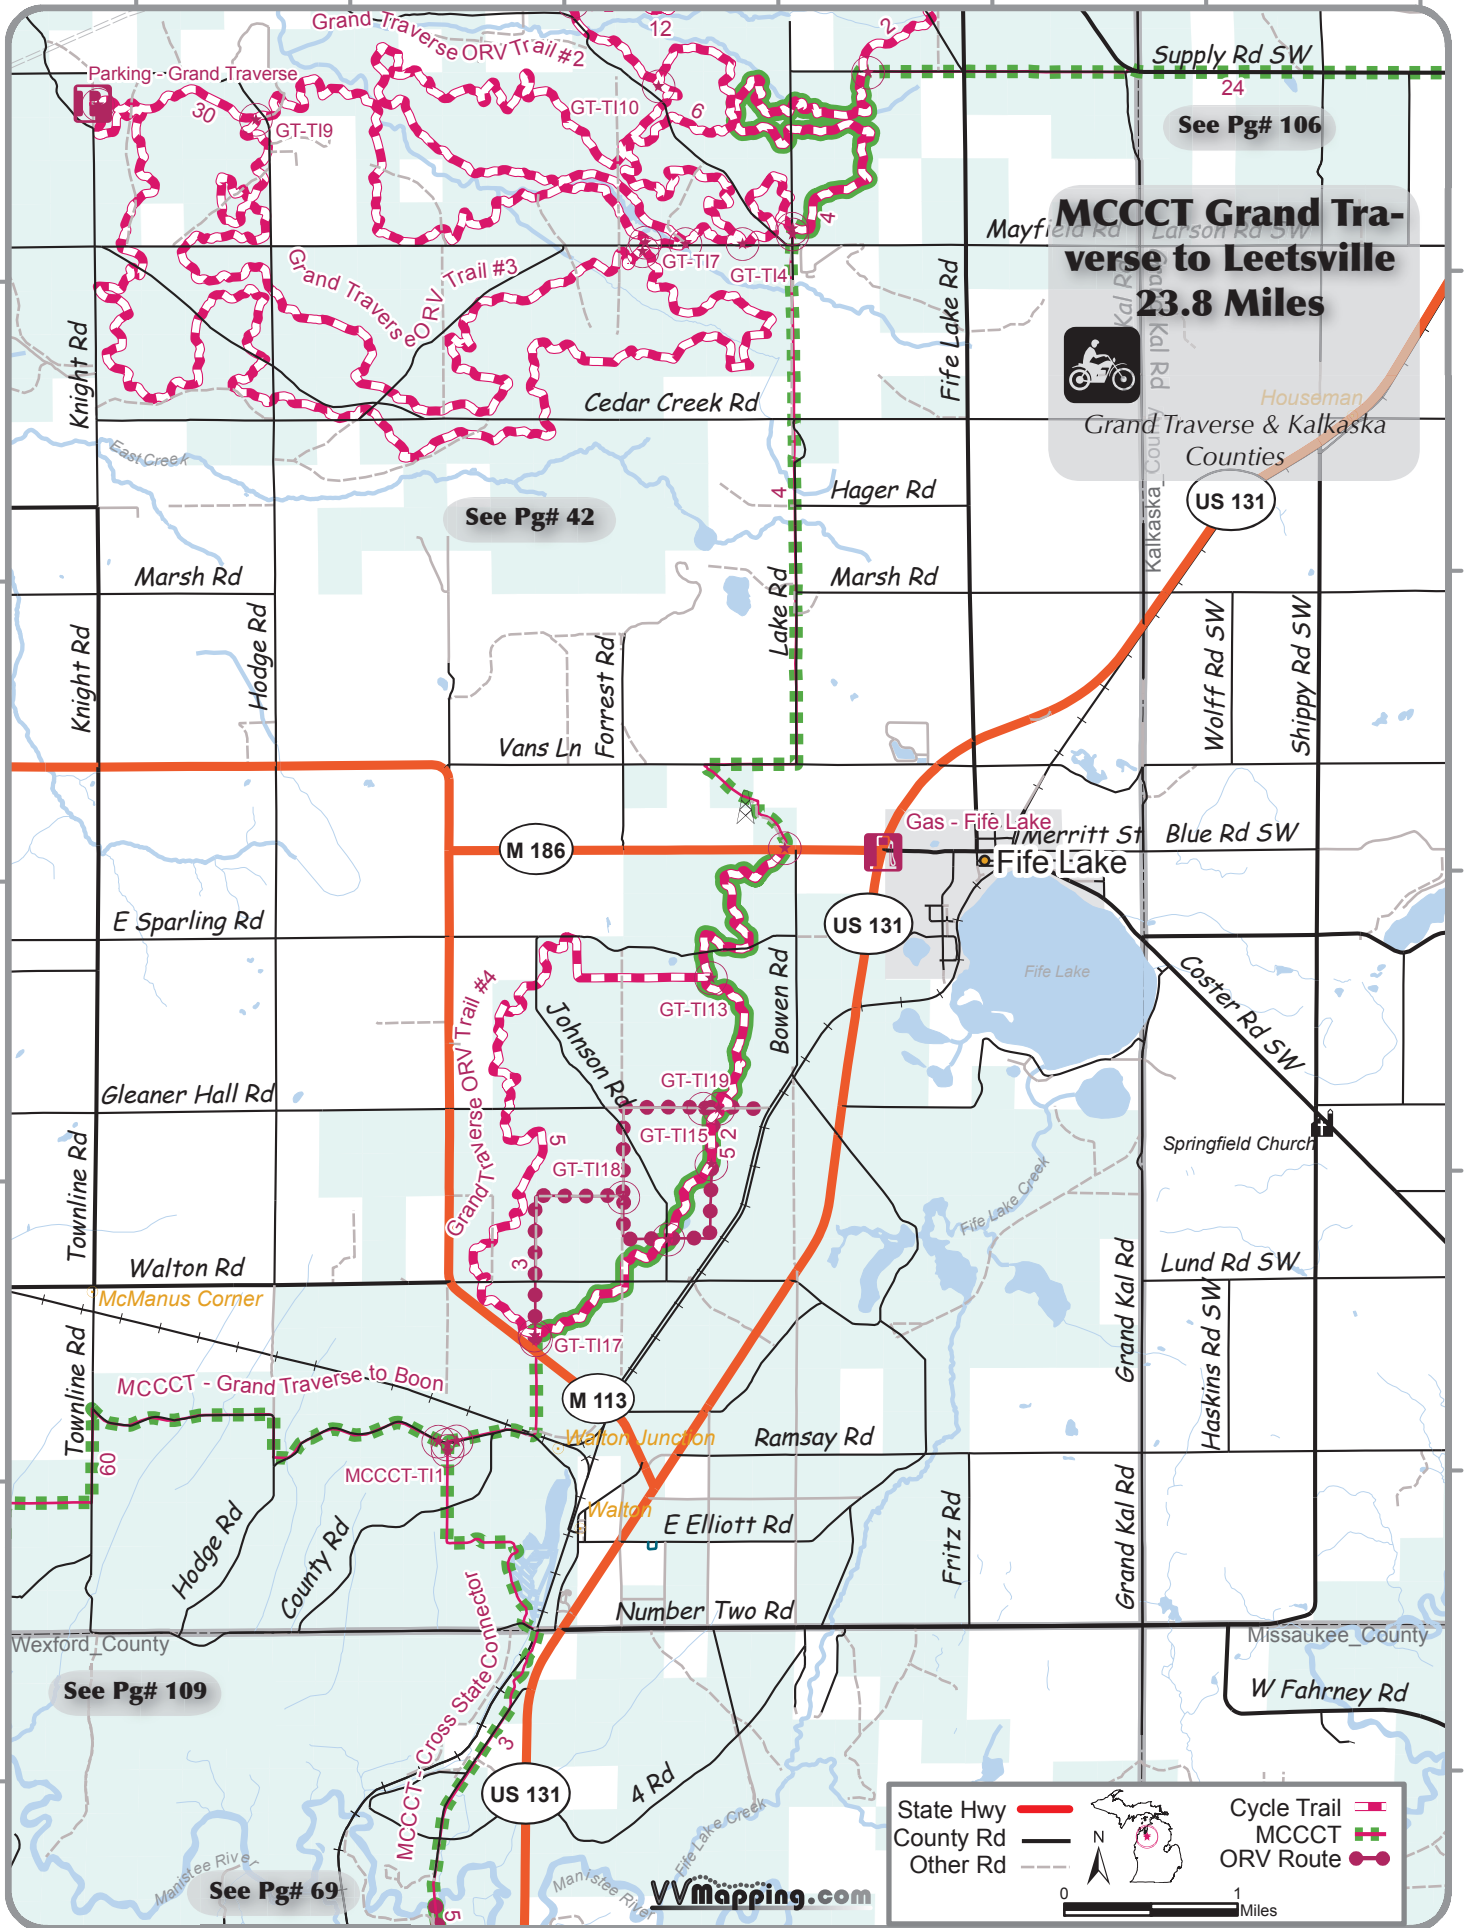 Grand Traverse ORV Trail #2
12
2
Supply Rd SW
24
Parking - Grand Traverse
30
GT-TI10
6
GT-TI9
See Pg# 106
MCCCT Grand Tra-
verse to Leetsville
23.8 Miles
Grand Traverse & Kalkaska
Counties
4
Mayfield Rd
Larson Rd SW
GT-TI7
GT-TI4
Grand Traverse ORV Trail #3
Knight Rd
Fife Lake Rd
Kalkaska_County
Houseman
Cedar Creek Rd
East Creek
US 131
4
Hager Rd
See Pg# 42
Marsh Rd
Marsh Rd
Knight Rd
Hodge Rd
Forrest Rd
Lake Rd
Wolff Rd SW
Shippy Rd SW
Vans Ln
M 186
Gas - Fife Lake
Merritt St
Blue Rd SW
Fife Lake
US 131
E Sparling Rd
Fife Lake
Coster Rd SW
Grand Traverse ORV Trail #4
Johnson Rd
GT-TI13
Bowen Rd
GT-TI19
Gleaner Hall Rd
GT-TI15
5
2
5
GT-TI18
Springfield Church
Townline Rd
Fife Lake Creek
3
Walton Rd
Lund Rd SW
McManus Corner
GT-TI17
Grand Kal Rd
Haskins Rd SW
Townline Rd
MCCCT - Grand Traverse to Boon
M 113
Walton Junction
Ramsay Rd
60
MCCCT-TI1
Walton
E Elliott Rd
Hodge Rd
County Rd
Fritz Rd
Grand Kal Rd
Number Two Rd
Wexford_County
Missaukee_County
See Pg# 109
W Fahrney Rd
MCCCT - Cross State Connector
3
US 131
4 Rd
Fife Lake Creek
Manistee River
Manistee River
See Pg# 69
5
VVMapping.com
State Hwy
County Rd
Other Rd
N
Cycle Trail
MCCCT
ORV Route
0
1
Miles